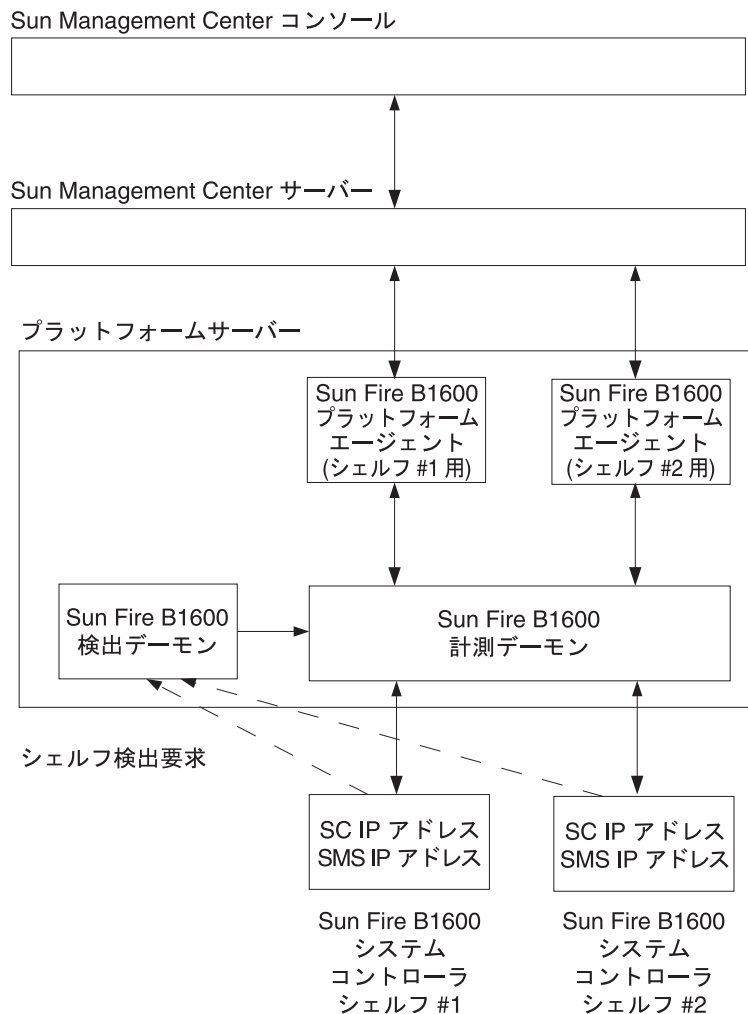 Sun Management Center コンソール
Sun Management Center サーバー
プラットフォームサーバー
Sun Fire B1600
プラットフォーム
エージェント
(シェルフ #1 用)
Sun Fire B1600
プラットフォーム
エージェント
(シェルフ #2 用)
Sun Fire B1600
検出デーモン
Sun Fire B1600
計測デーモン
シェルフ検出要求
SC IP アドレス
SMS IP アドレス
SC IP アドレス
SMS IP アドレス
Sun Fire B1600
システム
コントローラ
シェルフ #1
Sun Fire B1600
システム
コントローラ
シェルフ #2